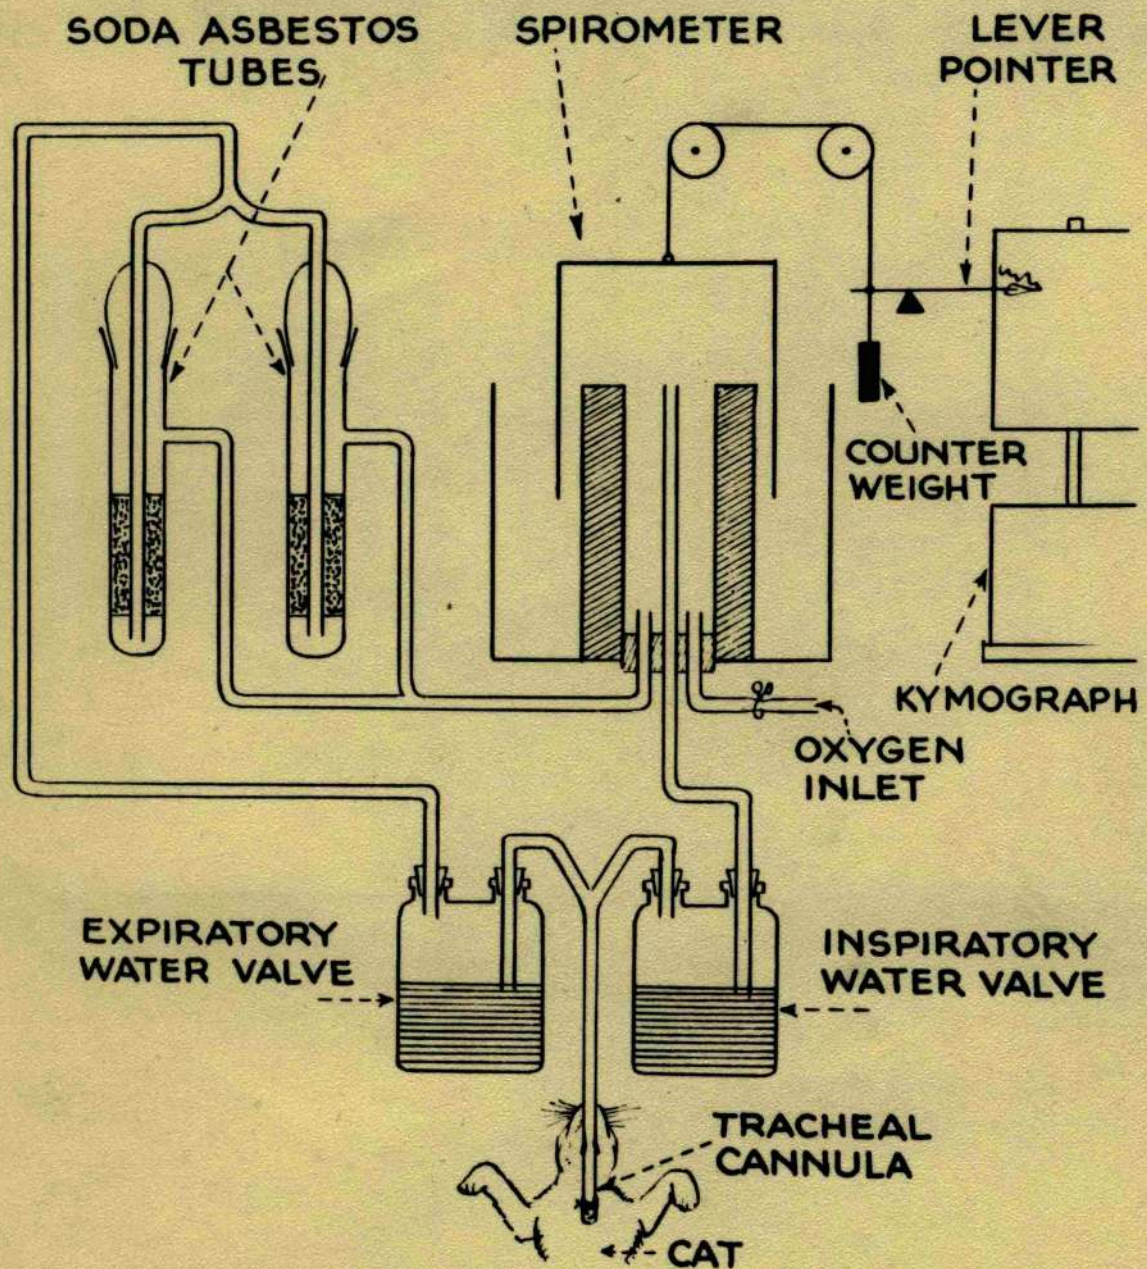 SODA ASBESTOS
TUBES
SPIROMETER
LEVER
POINTER
COUNTER
WEIGHT
KYMOGRAPH
OXYGEN
INLET
EXPIRATORY
WATER VALVE
INSPIRATORY
WATER VALVE
TRACHEAL
CANNULA
CAT